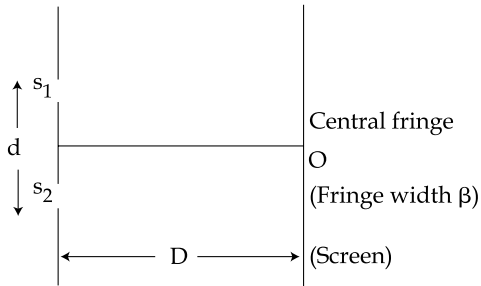 s1
Central fringe
d
O
s2
(Fringe width β)
D
(Screen)